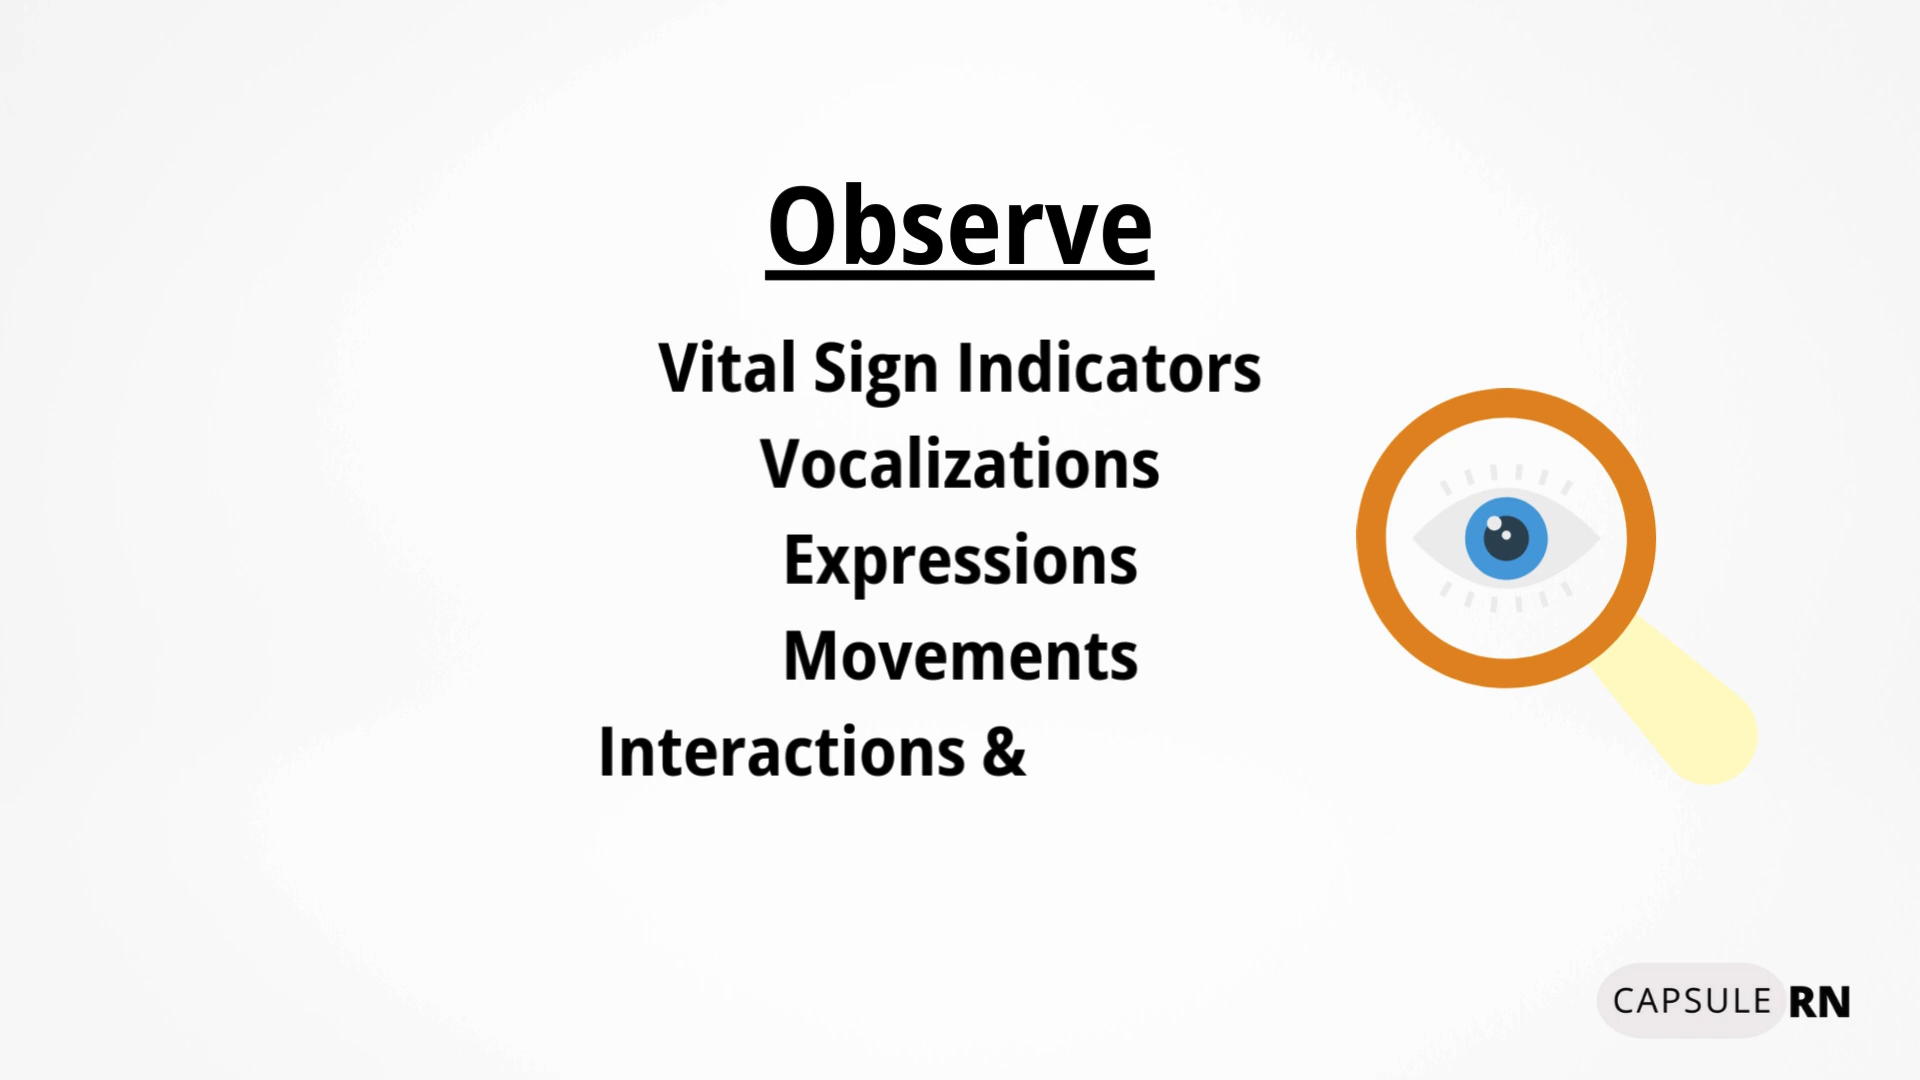 Observe
Vital Sign Indicators
Vocalizations
Expressions
Movements
Interactions &
CAPSULE RN